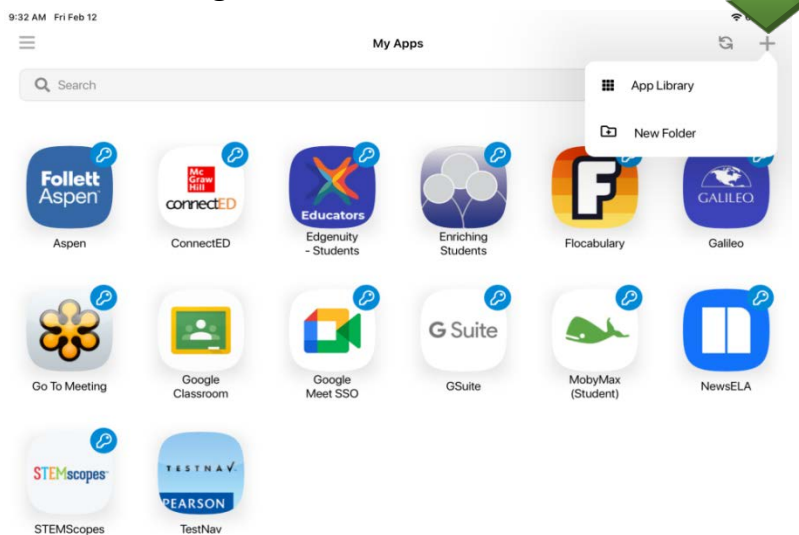 9:32 AM Fri Feb 12
My Apps
Search
App Library
New Folder
Follett
Aspen
Mc
Graw
Hill
connectED
Educators
GALILEO
Aspen
ConnectED
Edgenuity
- Students
Enriching
Students
Flocabulary
Galileo
G Suite
Go To Meeting
Google
Classroom
Google
Meet SSO
GSuite
MobyMax
(Student)
NewsELA
STEMscopes
TESTNAV
PEARSON
STEMScopes
TestNav